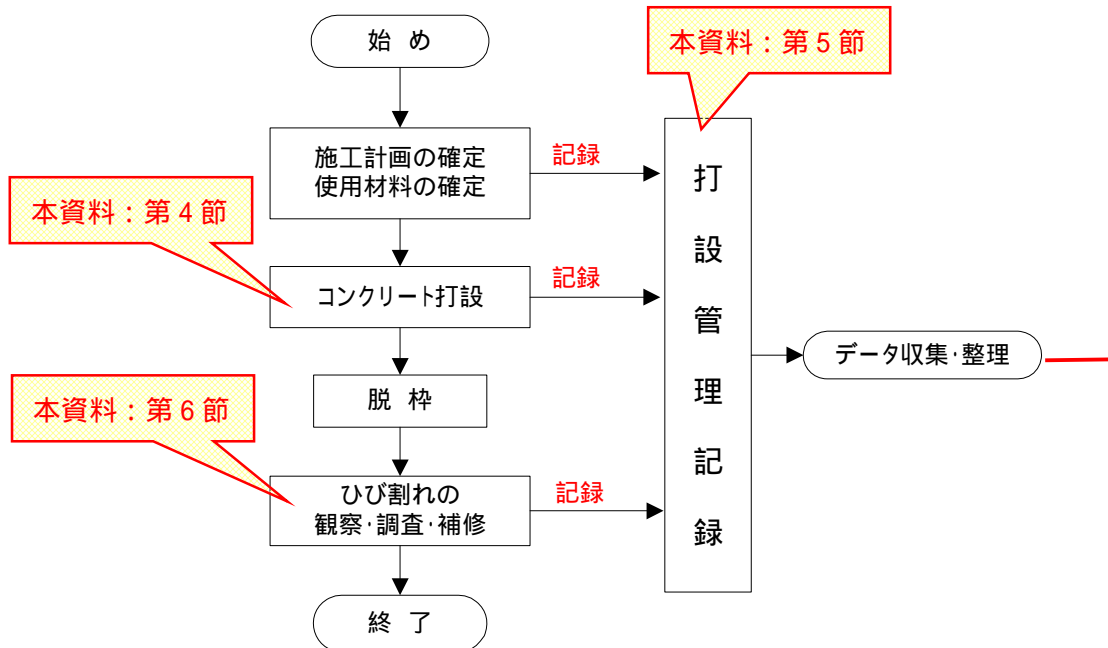 始 め
本資料：第５節
施工計画の確定
使用材料の確定
記録
本資料：第４節
コンクリート打設
記録
打設管理記録
データ収集･整理
脱 枠
本資料：第６節
ひび割れの
観察･調査･補修
記録
終 了